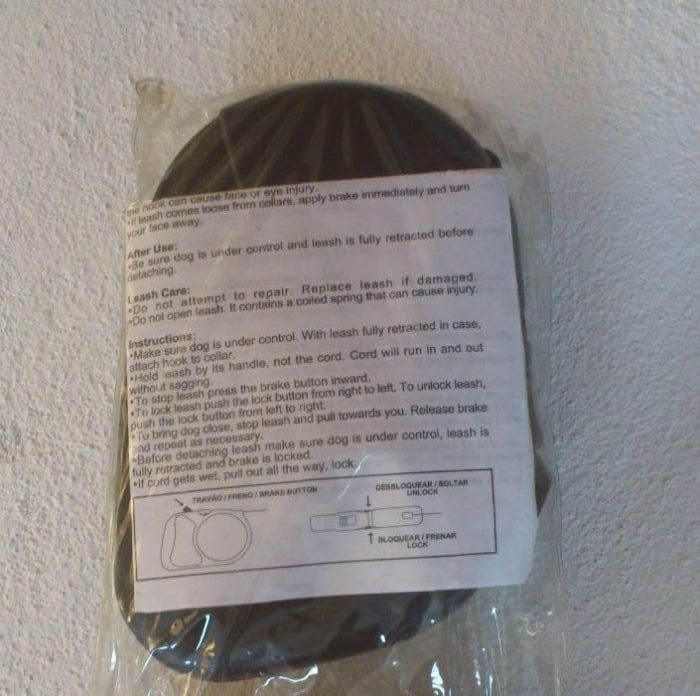 the hook can cause face or eye injury.
•If leash comes loose from collars, apply brake immediately and turn
your face away.
After Use:
•Be sure dog is under control and leash is fully retracted before
detaching.
Leash Care:
•Do not attempt to repair. Replace leash if damaged.
•Do not open leash. It contains a coiled spring that can cause injury.
Instructions:
•Make sure dog is under control. With leash fully retracted in case,
attach hook to collar.
•Hold leash by its handle, not the cord. Cord will run in and out
without sagging.
•To stop leash press the brake button inward.
•To lock leash push the lock button from right to left. To unlock leash,
push the lock button from left to right.
•To bring dog close, stop leash and pull towards you. Release brake
and repeat as necessary.
•Before detaching leash make sure dog is under control, leash is
fully retracted and brake is locked.
•If cord gets wet, pull out all the way, lock
TRAVÃO / FRENO / BRAKE BUTTON
DESBLOQUEAR / SOLTAR
UNLOCK
BLOQUEAR / FRENAR
LOCK